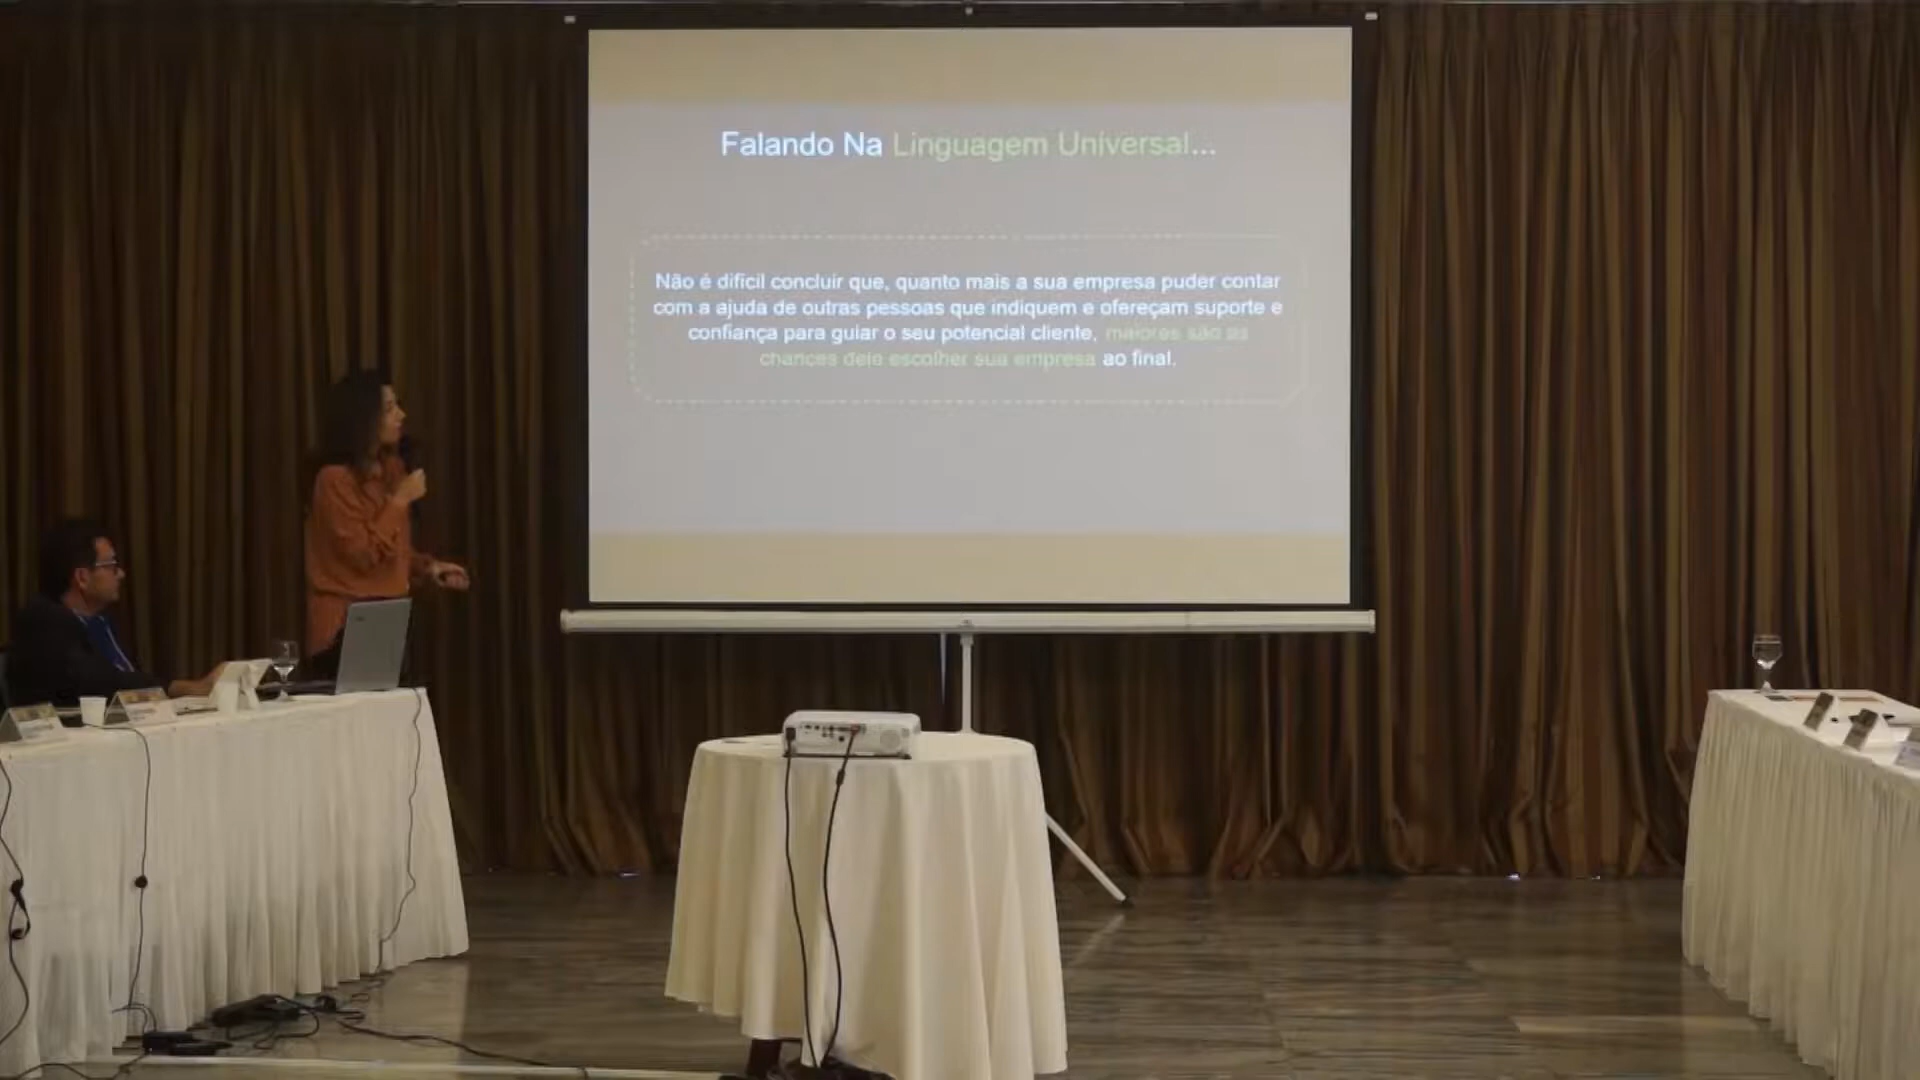 Falando Na Linguagem Universal...
Não é difícil concluir que, quanto mais a sua empresa puder contar
com a ajuda de outras pessoas que indiquem e ofereçam suporte e
confiança para guiar o seu potencial cliente, maiores são as
chances dele escolher sua empresa ao final.